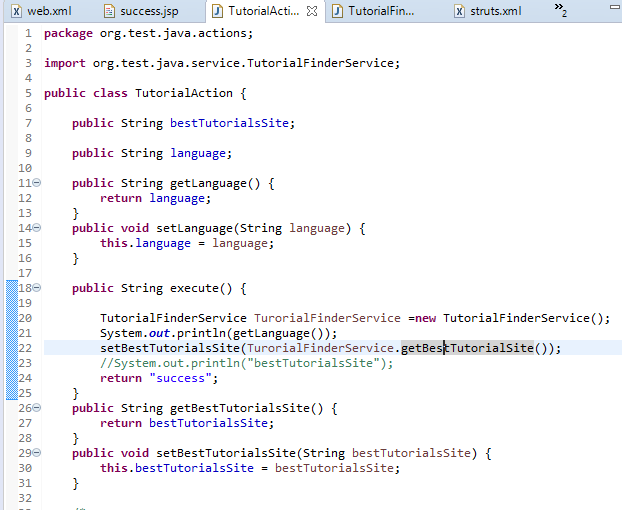 web.xml success.jsp TutorialActi... TutorialFin... struts.xml »2
1 package org.test.java.actions;
2
3 import org.test.java.service.TutorialFinderService;
4
5 public class TutorialAction {
6
7 public String bestTutorialsSite;
8
9 public String language;
10
11 public String getLanguage() {
12 return language;
13 }
14 public void setLanguage(String language) {
15 this.language = language;
16 }
17
18 public String execute() {
19
20 TutorialFinderService TurorialFinderService =new TutorialFinderService();
21 System.out.println(getLanguage());
22 setBestTutorialsSite(TurorialFinderService.getBestTutorialSite());
23 //System.out.println("bestTutorialsSite");
24 return "success";
25 }
26 public String getBestTutorialsSite() {
27 return bestTutorialsSite;
28 }
29 public void setBestTutorialsSite(String bestTutorialsSite) {
30 this.bestTutorialsSite = bestTutorialsSite;
31 }
32